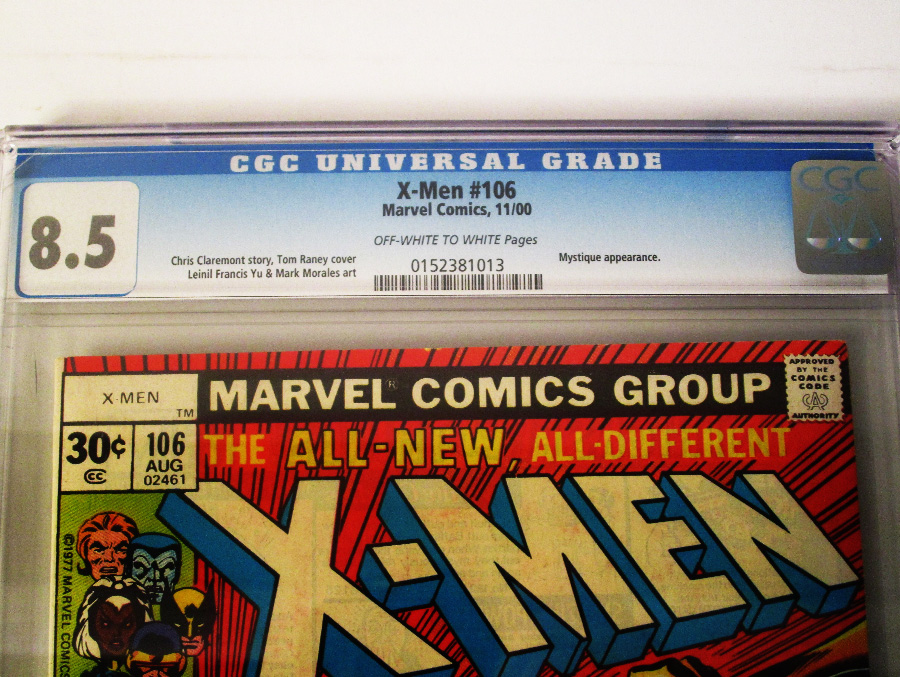 CGC UNIVERSAL GRADE
X-Men #106
Marvel Comics, 11/00
8.5
OFF-WHITE TO WHITE Pages
Chris Claremont story, Tom Raney cover
Leinil Francis Yu & Mark Morales art
0152381013
Mystique appearance.
CGC
X-MEN
TM
MARVEL® COMICS GROUP
APPROVED
BY THE
COMICS
CODE
CA
AUTHORITY
30¢
CC
106
AUG
02461
THE ALL-NEW, ALL-DIFFERENT
X-MEN
©1977 MARVEL COMICS